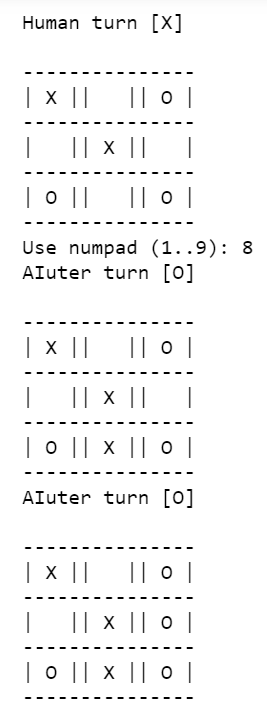 Human turn [X]
---------------
| X ||   || O |
---------------
|   || X ||   |
---------------
| O ||   || O |
---------------
Use numpad (1..9): 8
AIuter turn [O]
---------------
| X ||   || O |
---------------
|   || X ||   |
---------------
| O || X || O |
---------------
AIuter turn [O]
---------------
| X ||   || O |
---------------
|   || X || O |
---------------
| O || X || O |
---------------